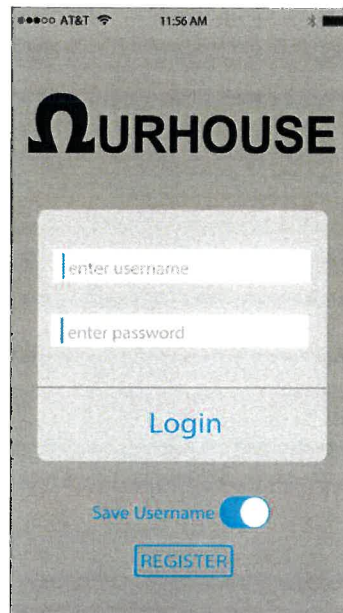 ●●●○○ AT&T 11:56 AM
ΩURHOUSE
enter username
enter password
Login
Save Username
REGISTER